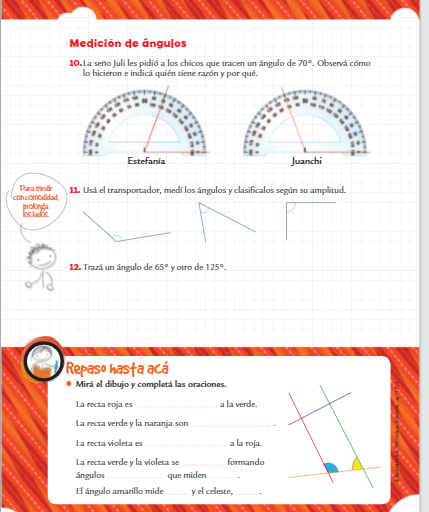 Medición de ángulos
10. La seño Juli les pidió a los chicos que tracen un ángulo de 70º. Observá cómo
lo hicieron e indicá quién tiene razón y por qué.
Estefanía
Juanchi
Para medir
con comodidad,
prolongá
los lados.
11. Usá el transportador, medí los ángulos y clasificalos según su amplitud.
12. Trazá un ángulo de 65º y otro de 125º.
Repaso hasta acá
Mirá el dibujo y completá las oraciones.
La recta roja es a la verde.
La recta verde y la naranja son .
La recta violeta es a la roja.
La recta verde y la violeta se formando
ángulos que miden .
El ángulo amarillo mide y el celeste, .